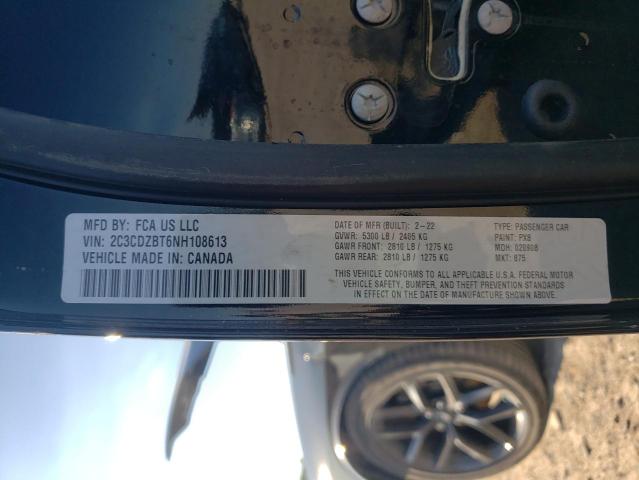 MFD BY: FCA US LLC
VIN: 2C3CDZBT6NH108613
VEHICLE MADE IN: CANADA
DATE OF MFR (BUILT): 2-22
GVWR: 5300 LB / 2405 KG
GAWR FRONT: 2810 LB / 1275 KG
GAWR REAR: 2810 LB / 1275 KG
TYPE: PASSENGER CAR
PAINT: PX8
MDH: 020908
MKT: 875
THIS VEHICLE CONFORMS TO ALL APPLICABLE U.S.A. FEDERAL MOTOR
VEHICLE SAFETY, BUMPER, AND THEFT PREVENTION STANDARDS
IN EFFECT ON THE DATE OF MANUFACTURE SHOWN ABOVE.